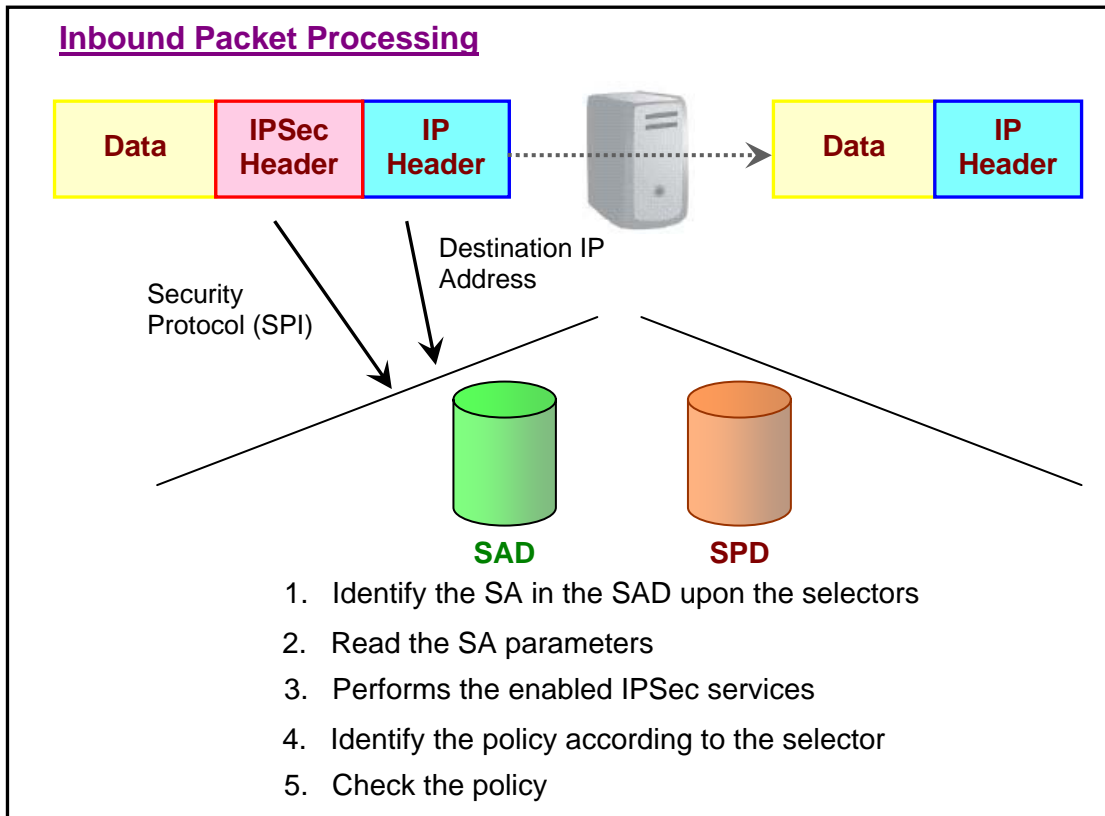 Inbound Packet Processing
Data
IPSec
Header
IP
Header
Data
IP
Header
Destination IP
Address
Security
Protocol (SPI)
SAD
SPD
1. Identify the SA in the SAD upon the selectors
2. Read the SA parameters
3. Performs the enabled IPSec services
4. Identify the policy according to the selector
5. Check the policy